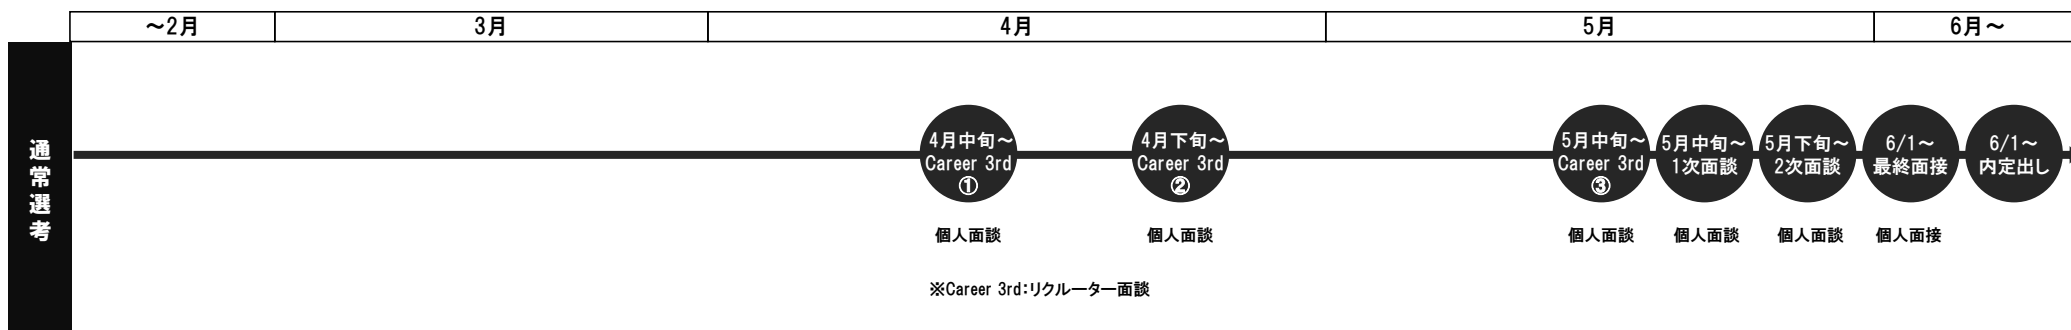 ～2月
3月
4月
5月
6月～
通常選考
4月中旬～
Career 3rd
①
4月下旬～
Career 3rd
②
5月中旬～
Career 3rd
③
5月中旬～
1次面談
5月下旬～
2次面談
6/1～
最終面接
6/1～
内定出し
個人面談
個人面談
個人面談
個人面談
個人面談
個人面接
※Career 3rd：リクルーター面談